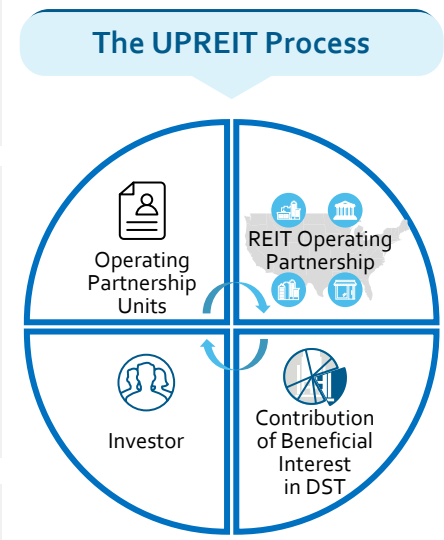 The UPREIT Process
Operating
Partnership
Units
REIT Operating
Partnership
Investor
Contribution
of Beneficial
Interest
in DST